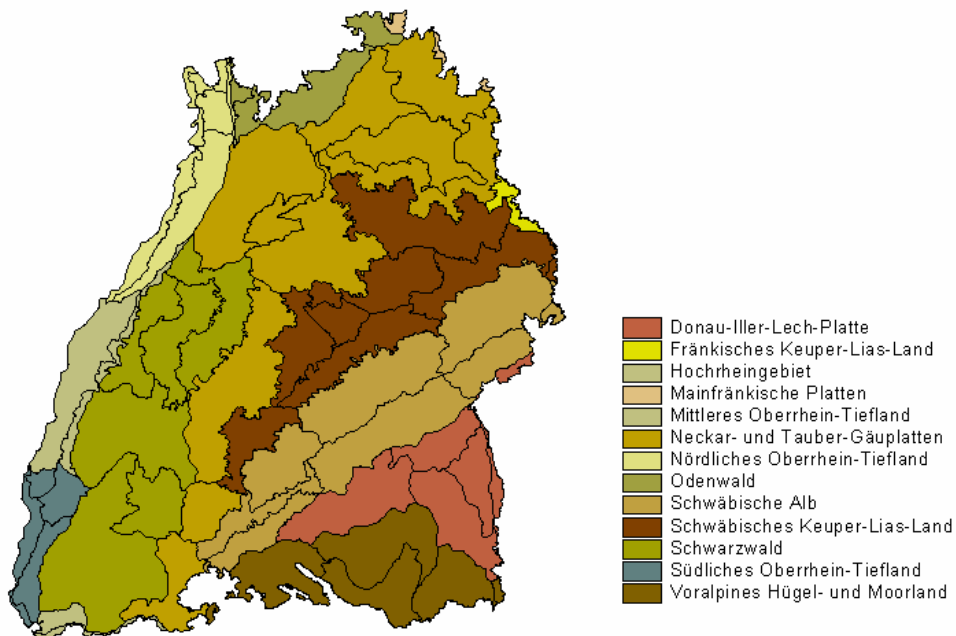 Donau-Iller-Lech-Platte
Fränkisches Keuper-Lias-Land
Hochrheingebiet
Mainfränkische Platten
Mittleres Oberrhein-Tiefland
Neckar- und Tauber-Gäuplatten
Nördliches Oberrhein-Tiefland
Odenwald
Schwäbische Alb
Schwäbisches Keuper-Lias-Land
Schwarzwald
Südliches Oberrhein-Tiefland
Voralpines Hügel- und Moorland